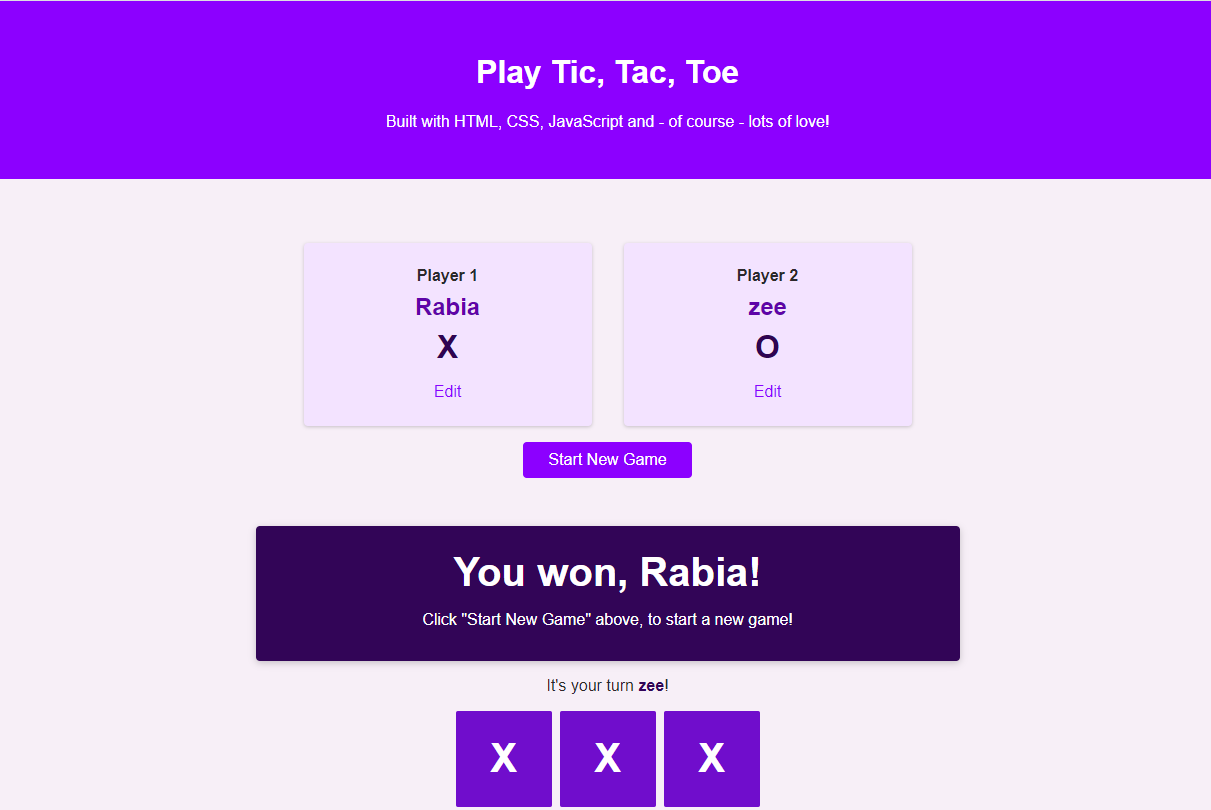 Play Tic, Tac, Toe
Built with HTML, CSS, JavaScript and - of course - lots of love!
Player 1
Rabia
X
Edit
Player 2
zee
O
Edit
Start New Game
You won, Rabia!
Click "Start New Game" above, to start a new game!
It's your turn zee!
X X X